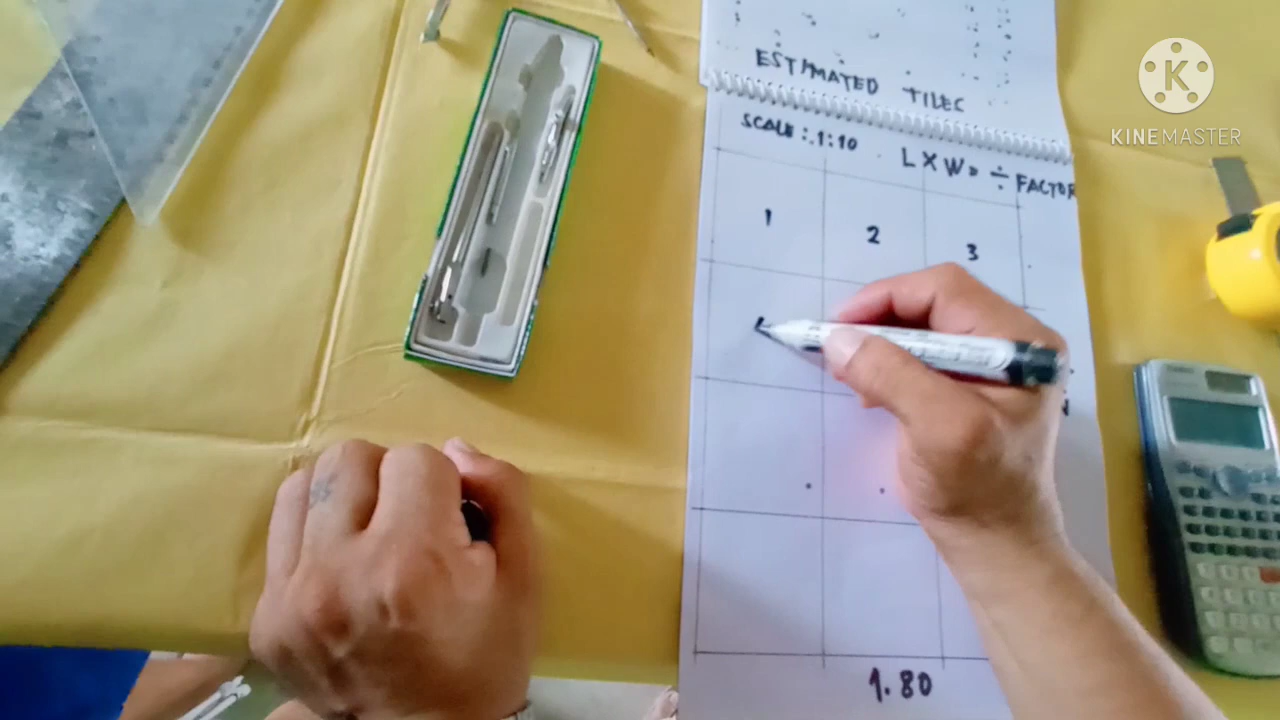 ESTIMATED TILES
SCALE: 1:10
L X W = ÷ FACTOR
1
2
3
1.80
K
KINEMASTER